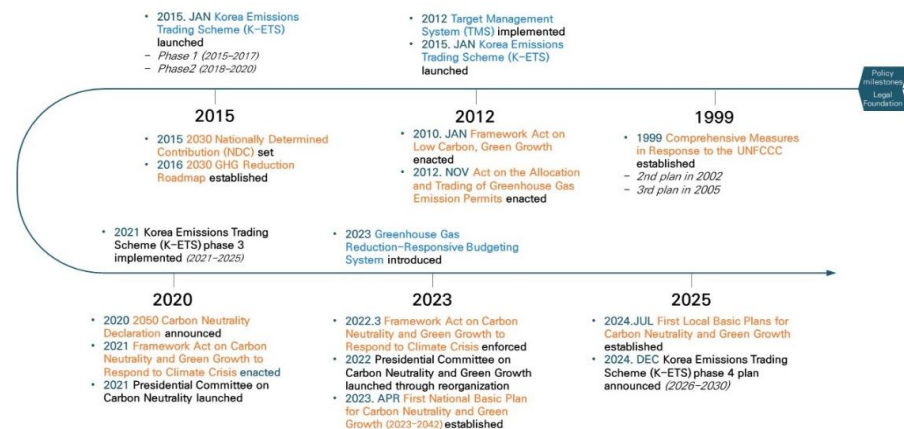 • 2015. JAN Korea Emissions
Trading Scheme (K-ETS)
launched
– Phase 1 (2015-2017)
– Phase2 (2018-2020)
• 2012 Target Management
System (TMS) implemented
• 2015. JAN Korea Emissions
Trading Scheme (K-ETS)
launched
Policy
milestones
Legal
Foundation
2015
2012
1999
• 2015 2030 Nationally Determined
Contribution (NDC) set
• 2016 2030 GHG Reduction
Roadmap established
• 2010. JAN Framework Act on
Low Carbon, Green Growth
enacted
• 2012. NOV Act on the Allocation
and Trading of Greenhouse Gas
Emission Permits enacted
• 1999 Comprehensive Measures
in Response to the UNFCCC
established
– 2nd plan in 2002
– 3rd plan in 2005
• 2021 Korea Emissions Trading
Scheme (K-ETS) phase 3
implemented (2021-2025)
• 2023 Greenhouse Gas
Reduction-Responsive Budgeting
System introduced
2020
2023
2025
• 2020 2050 Carbon Neutrality
Declaration announced
• 2021 Framework Act on Carbon
Neutrality and Green Growth to
Respond to Climate Crisis enacted
• 2021 Presidential Committee on
Carbon Neutrality launched
• 2022.3 Framework Act on Carbon
Neutrality and Green Growth to
Respond to Climate Crisis enforced
• 2022 Presidential Committee on
Carbon Neutrality and Green Growth
launched through reorganization
• 2023. APR First National Basic Plan
for Carbon Neutrality and Green
Growth (2023-2042) established
• 2024.JUL First Local Basic Plans for
Carbon Neutrality and Green Growth
established
• 2024. DEC Korea Emissions Trading
Scheme (K-ETS) phase 4 plan
announced (2026-2030)